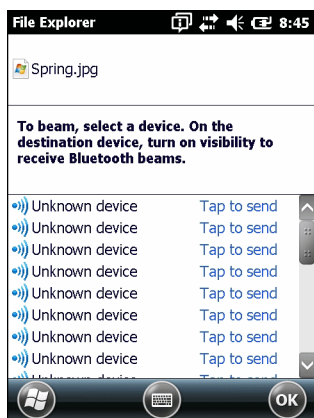 File Explorer 8:45
Spring.jpg
To beam, select a device. On the
destination device, turn on visibility to
receive Bluetooth beams.
Unknown device Tap to send
Unknown device Tap to send
Unknown device Tap to send
Unknown device Tap to send
Unknown device Tap to send
Unknown device Tap to send
Unknown device Tap to send
Unknown device Tap to send
OK